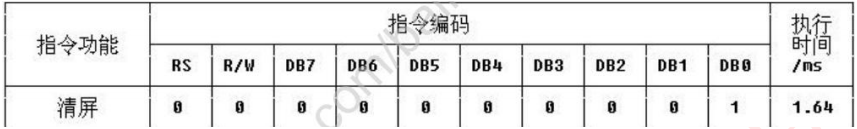 指令功能 指令编码 执行时间/ms
RS R/W DB7 DB6 DB5 DB4 DB3 DB2 DB1 DB0
清屏 0 0 0 0 0 0 0 0 0 1 1.64